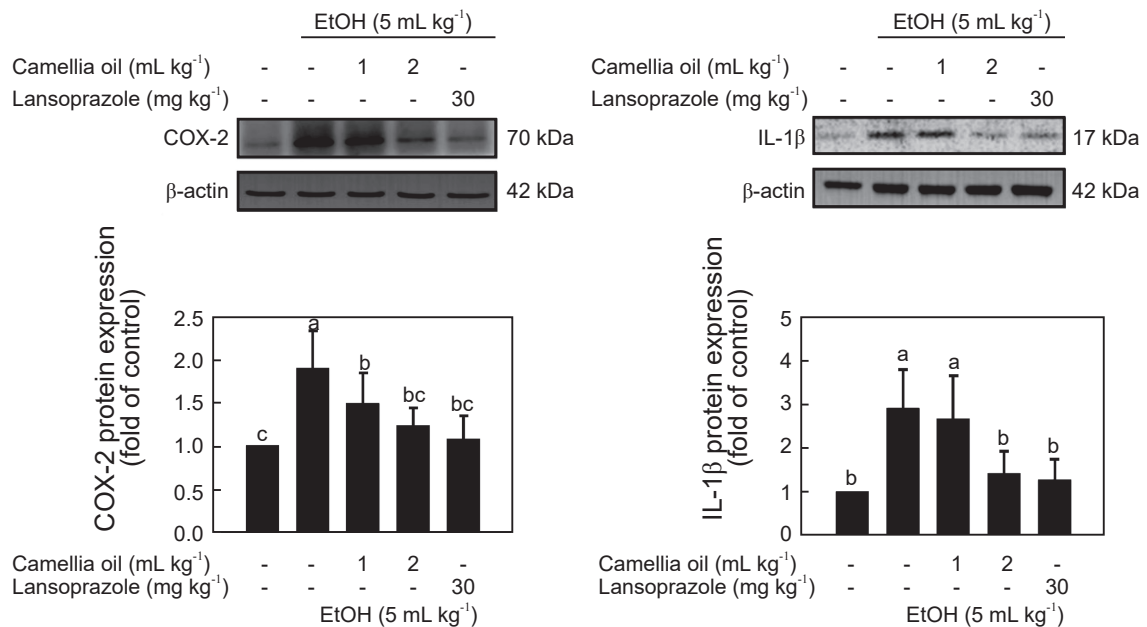 EtOH (5 mL kg⁻¹)
Camellia oil (mL kg⁻¹) - - 1 2 -
Lansoprazole (mg kg⁻¹) - - - - 30
COX-2 70 kDa
β-actin 42 kDa
COX-2 protein expression
(fold of control)
2.5
2.0
1.5
1.0
0.5
0.0
c a b bc bc
Camellia oil (mL kg⁻¹) - - 1 2 -
Lansoprazole (mg kg⁻¹) - - - - 30
EtOH (5 mL kg⁻¹)
EtOH (5 mL kg⁻¹)
Camellia oil (mL kg⁻¹) - - 1 2 -
Lansoprazole (mg kg⁻¹) - - - - 30
IL-1β 17 kDa
β-actin 42 kDa
IL-1β protein expression
(fold of control)
5
4
3
2
1
0
b a a b b
Camellia oil (mL kg⁻¹) - - 1 2 -
Lansoprazole (mg kg⁻¹) - - - - 30
EtOH (5 mL kg⁻¹)